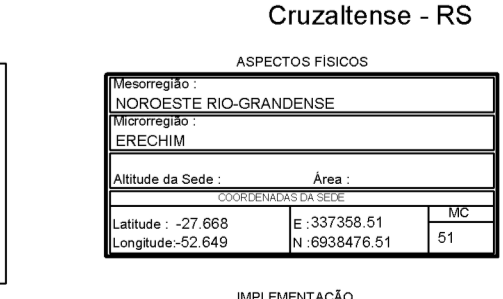 Cruzaltense - RS
ASPECTOS FÍSICOS
Mesorregião :
NOROESTE RIO-GRANDENSE
Microrregião :
ERECHIM
Altitude da Sede : Área :
COORDENADAS DA SEDE
Latitude : -27.668 E :337358.51 MC
Longitude:-52.649 N :6938476.51 51
IMPLEMENTAÇÃO